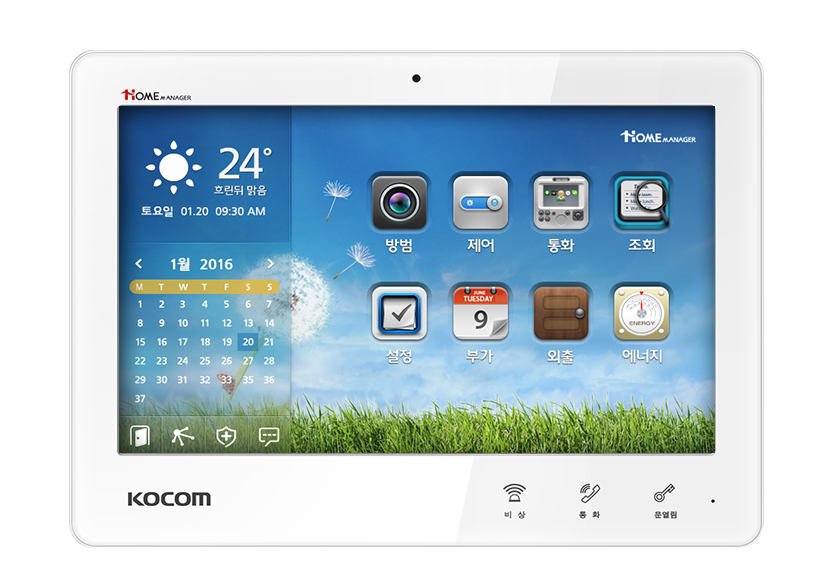 HOME MANAGER
HOME MANAGER
24°
흐린뒤 맑음
토요일 01.20 09:30 AM
방범 제어 통화 조회
< 1월 2016 >
M T W T F S S
1 2 3 4 5 6 7
8 9 10 11 12 13 14
15 16 17 18 19 20 21
22 23 24 25 26 27 28
29 30 31 32 33 35 36
37
JUNE
TUESDAY
9
ENERGY
설정 부가 외출 에너지
KOCOM
비상 통화 문열림